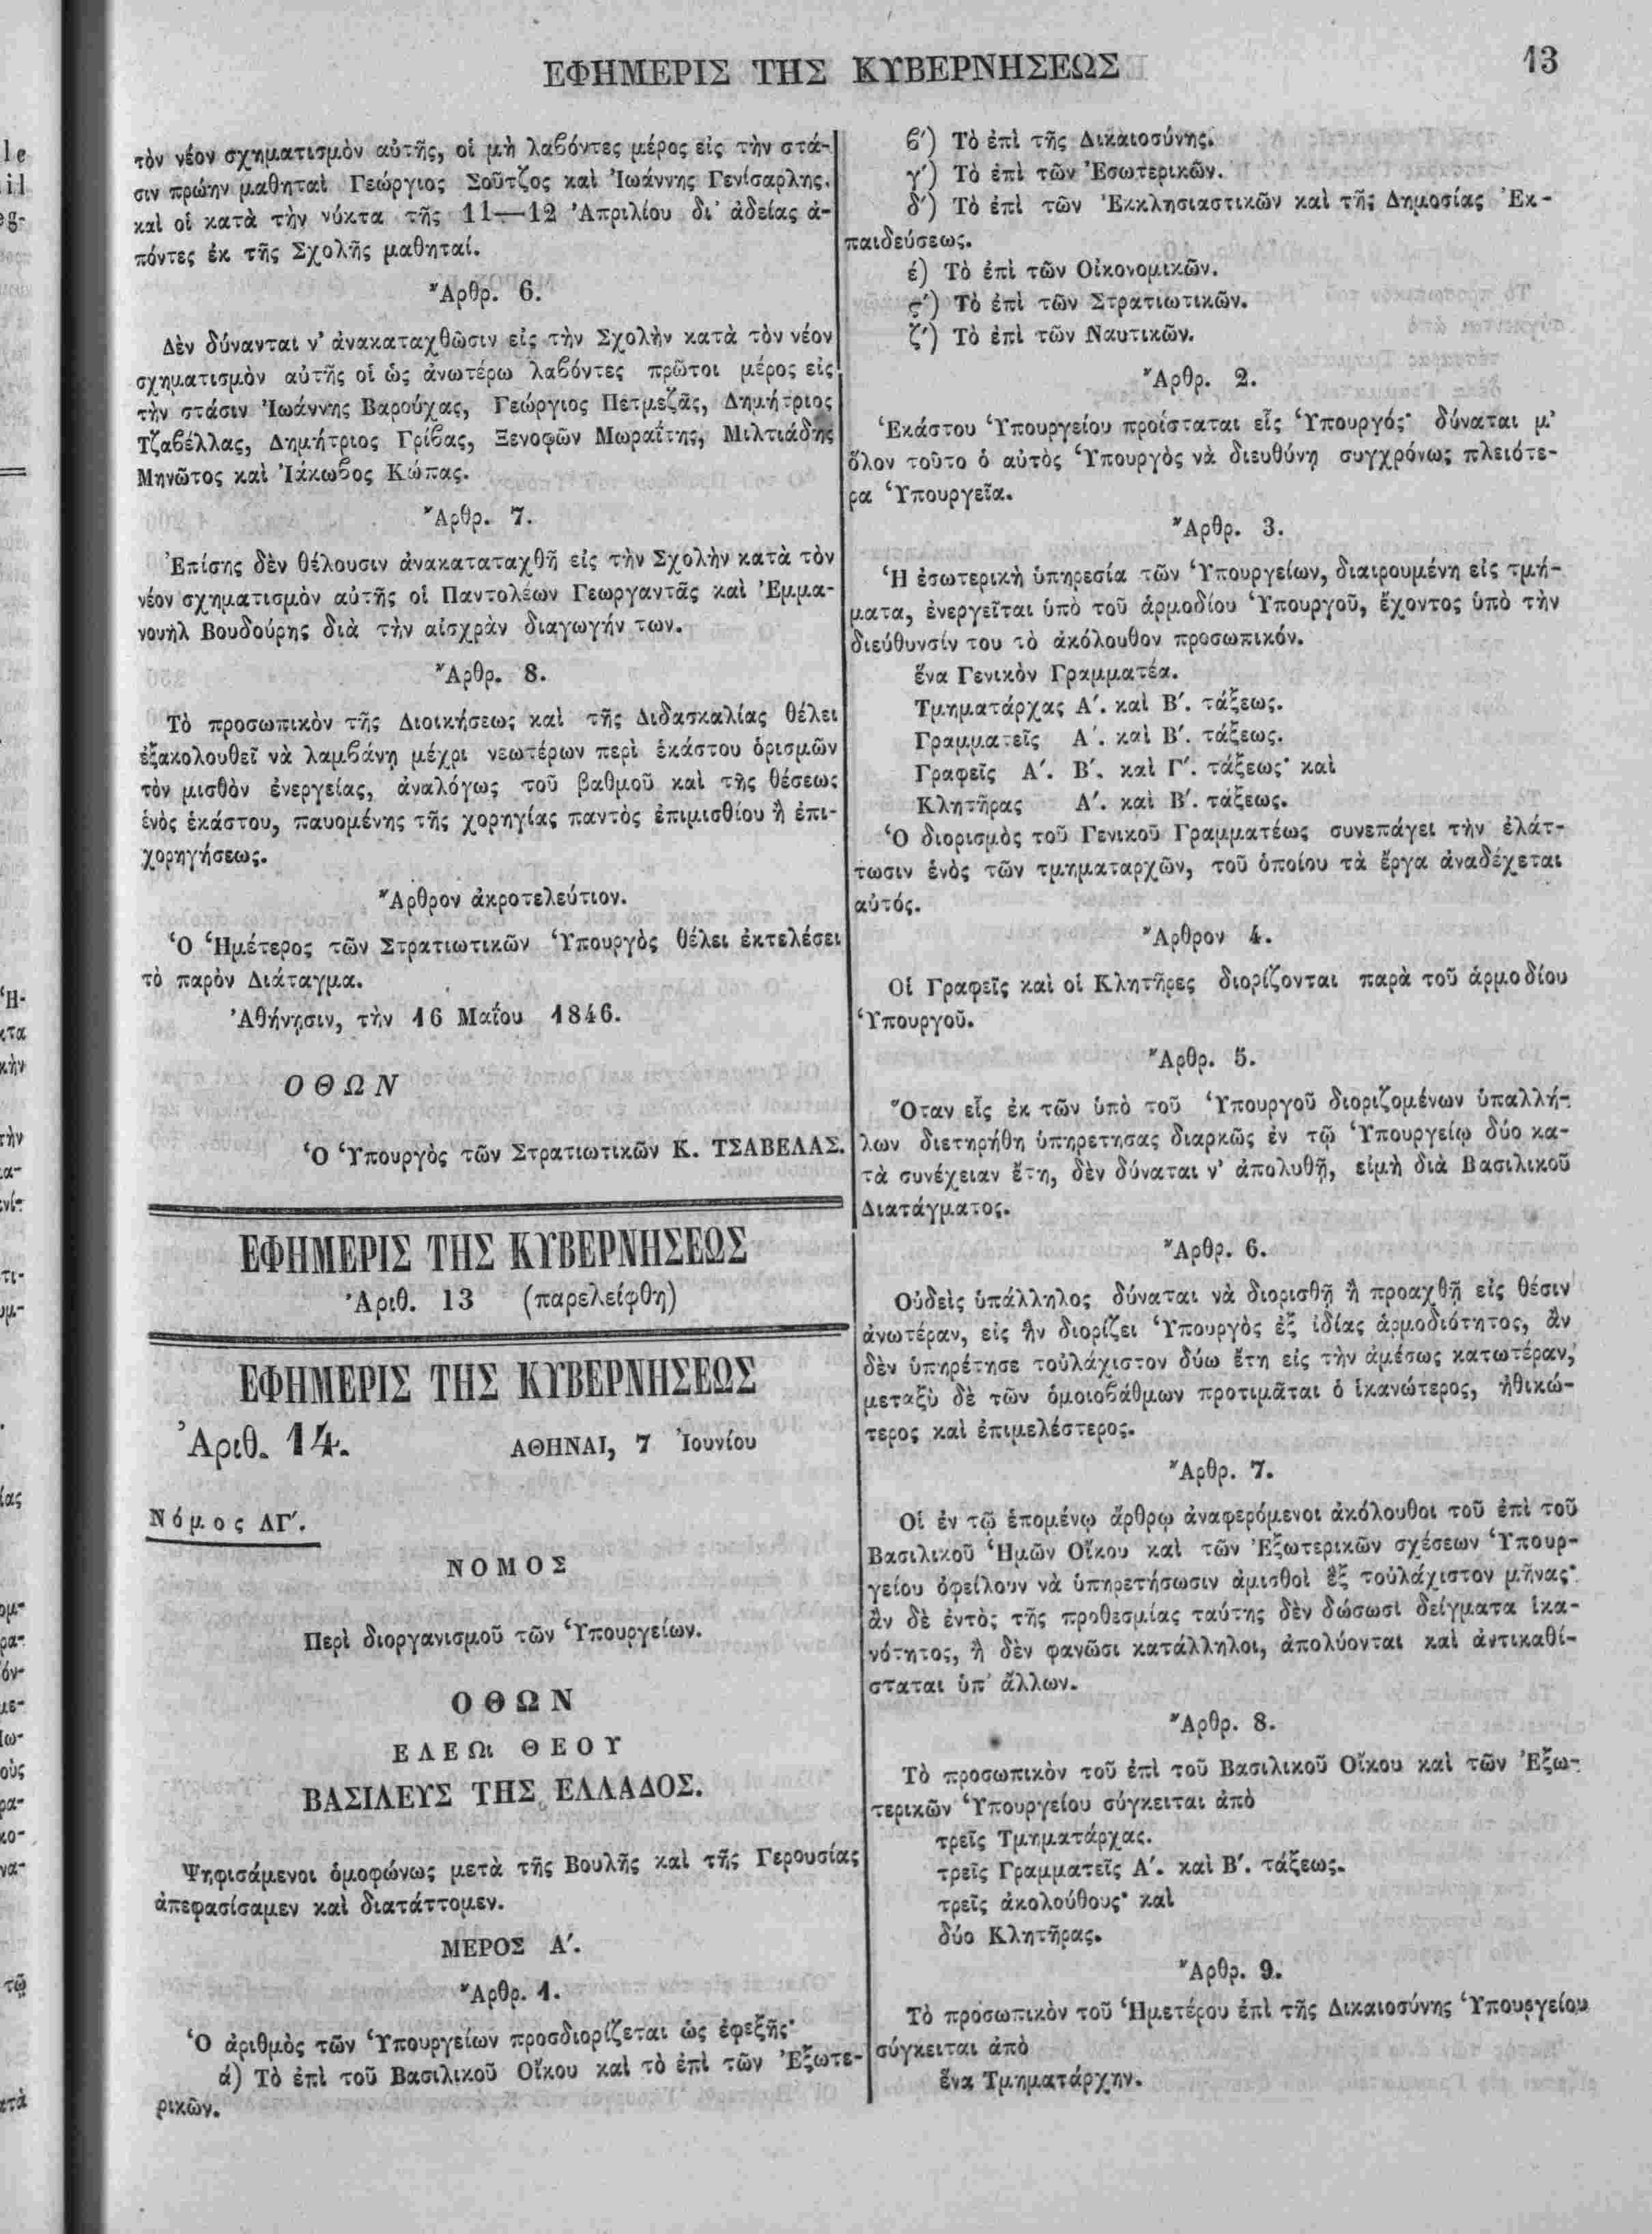 ΕΦΗΜΕΡΙΣ ΤΗΣ ΚΥΒΕΡΝΗΣΕΩΣ
13
τὸν νέον σχηματισμὸν αὐτῆς, οἱ μὴ λαβόντες μέρος εἰς τὴν στά-
σιν πρώην μαθηταὶ Γεώργιος Σοῦτζος καὶ Ἰωάννης Γενίσαρλης,
καὶ οἱ κατὰ τὴν νύκτα τῆς 11—12 Ἀπριλίου δι' ἀδείας ἀ-
πόντες ἐκ τῆς Σχολῆς μαθηταί.
Ἄρθρ. 6.
Δὲν δύνανται ν' ἀνακαταχθῶσιν εἰς τὴν Σχολὴν κατὰ τὸν νέον
σχηματισμὸν αὐτῆς οἱ ὡς ἀνωτέρω λαβόντες πρῶτοι μέρος εἰς
τὴν στάσιν Ἰωάννης Βαρούχας, Γεώργιος Πετμεζᾶς, Δημήτριος
Τζαβέλλας, Δημήτριος Γρίβας, Ξενοφῶν Μωραΐτης, Μιλτιάδης
Μηνῶτος καὶ Ἰάκωβος Κώπας.
Ἄρθρ. 7.
Ἐπίσης δὲν θέλουσιν ἀνακαταταχθῆ εἰς τὴν Σχολὴν κατὰ τὸν
νέον σχηματισμὸν αὐτῆς οἱ Παντολέων Γεωργαντᾶς καὶ Ἐμμα-
νουὴλ Βουδούρης διὰ τὴν αἰσχρὰν διαγωγήν των.
Ἄρθρ. 8.
Τὸ προσωπικὸν τῆς Διοικήσεως καὶ τῆς Διδασκαλίας θέλει
ἐξακολουθεῖ νὰ λαμβάνῃ μέχρι νεωτέρων περὶ ἑκάστου ὁρισμῶν
τὸν μισθὸν ἐνεργείας, ἀναλόγως τοῦ βαθμοῦ καὶ τῆς θέσεως
ἑνὸς ἑκάστου, παυομένης τῆς χορηγίας παντὸς ἐπιμισθίου ἢ ἐπι-
χορηγήσεως.
Ἄρθρον ἀκροτελεύτιον.
Ὁ Ἡμέτερος τῶν Στρατιωτικῶν Ὑπουργὸς θέλει ἐκτελέσει
τὸ παρὸν Διάταγμα.
Ἀθήνῃσιν, τὴν 16 Μαΐου 1846.
ΟΘΩΝ
Ὁ Ὑπουργὸς τῶν Στρατιωτικῶν Κ. ΤΣΑΒΕΛΑΣ.
ΕΦΗΜΕΡΙΣ ΤΗΣ ΚΥΒΕΡΝΗΣΕΩΣ
Ἀριθ. 13 (παρελείφθη)
ΕΦΗΜΕΡΙΣ ΤΗΣ ΚΥΒΕΡΝΗΣΕΩΣ
Ἀριθ. 14. ΑΘΗΝΑΙ, 7 Ἰουνίου
Νόμος ΛΓ'.
ΝΟΜΟΣ
Περὶ διοργανισμοῦ τῶν Ὑπουργείων.
ΟΘΩΝ
ΕΛΕΩι ΘΕΟΥ
ΒΑΣΙΛΕΥΣ ΤΗΣ ΕΛΛΑΔΟΣ.
Ψηφισάμενοι ὁμοφώνως μετὰ τῆς Βουλῆς καὶ τῆς Γερουσίας
ἀπεφασίσαμεν καὶ διατάττομεν.
ΜΕΡΟΣ Α'.
Ἄρθρ. 1.
Ὁ ἀριθμὸς τῶν Ὑπουργείων προσδιορίζεται ὡς ἐφεξῆς·
ά) Τὸ ἐπὶ τοῦ Βασιλικοῦ Οἴκου καὶ τὸ ἐπὶ τῶν Ἐξωτε-
ρικῶν.
β') Τὸ ἐπὶ τῆς Δικαιοσύνης.
γ') Τὸ ἐπὶ τῶν Ἐσωτερικῶν.
δ') Τὸ ἐπὶ τῶν Ἐκκλησιαστικῶν καὶ τῆς Δημοσίας Ἐκ-
παιδεύσεως.
έ) Τὸ ἐπὶ τῶν Οἰκονομικῶν.
ς') Τὸ ἐπὶ τῶν Στρατιωτικῶν.
ζ') Τὸ ἐπὶ τῶν Ναυτικῶν.
Ἄρθρ. 2.
Ἑκάστου Ὑπουργείου προΐσταται εἷς Ὑπουργός· δύναται μ'
ὅλον τοῦτο ὁ αὐτὸς Ὑπουργὸς νὰ διευθύνῃ συγχρόνως πλειότε-
ρα Ὑπουργεῖα.
Ἄρθρ. 3.
Ἡ ἐσωτερικὴ ὑπηρεσία τῶν Ὑπουργείων, διαιρουμένη εἰς τμή-
ματα, ἐνεργεῖται ὑπὸ τοῦ ἁρμοδίου Ὑπουργοῦ, ἔχοντος ὑπὸ τὴν
διεύθυνσίν του τὸ ἀκόλουθον προσωπικόν.
ἕνα Γενικὸν Γραμματέα.
Τμηματάρχας Α'. καὶ Β'. τάξεως.
Γραμματεῖς Α'. καὶ Β'. τάξεως.
Γραφεῖς Α'. Β'. καὶ Γ'. τάξεως· καὶ
Κλητῆρας Α'. καὶ Β'. τάξεως.
Ὁ διορισμὸς τοῦ Γενικοῦ Γραμματέως συνεπάγει τὴν ἐλάτ-
τωσιν ἑνὸς τῶν τμηματαρχῶν, τοῦ ὁποίου τὰ ἔργα ἀναδέχεται
αὐτός.
Ἄρθρον 4.
Οἱ Γραφεῖς καὶ οἱ Κλητῆρες διορίζονται παρὰ τοῦ ἁρμοδίου
Ὑπουργοῦ.
Ἄρθρ. 5.
Ὅταν εἷς ἐκ τῶν ὑπὸ τοῦ Ὑπουργοῦ διοριζομένων ὑπαλλή-
λων διετηρήθη ὑπηρετησας διαρκῶς ἐν τῷ Ὑπουργείῳ δύο κα-
τὰ συνέχειαν ἔτη, δὲν δύναται ν' ἀπολυθῇ, εἰμὴ διὰ Βασιλικοῦ
Διατάγματος.
Ἄρθρ. 6.
Οὐδεὶς ὑπάλληλος δύναται νὰ διορισθῇ ἢ προαχθῇ εἰς θέσιν
ἀνωτέραν, εἰς ἣν διορίζει Ὑπουργὸς ἐξ ἰδίας ἁρμοδιότητος, ἂν
δὲν ὑπηρέτησε τοὐλάχιστον δύω ἔτη εἰς τὴν ἀμέσως κατωτέραν,
μεταξὺ δὲ τῶν ὁμοιοβάθμων προτιμᾶται ὁ ἱκανώτερος, ἠθικώ-
τερος καὶ ἐπιμελέστερος.
Ἄρθρ. 7.
Οἱ ἐν τῷ ἑπομένῳ ἄρθρῳ ἀναφερόμενοι ἀκόλουθοι τοῦ ἐπὶ τοῦ
Βασιλικοῦ Ἡμῶν Οἴκου καὶ τῶν Ἐξωτερικῶν σχέσεων Ὑπουρ-
γείου ὀφείλουν νὰ ὑπηρετήσωσιν ἀμισθοὶ ἓξ τοὐλάχιστον μῆνας·
ἂν δὲ ἐντὸς τῆς προθεσμίας ταύτης δὲν δώσωσι δείγματα ἱκα-
νότητος, ἢ δὲν φανῶσι κατάλληλοι, ἀπολύονται καὶ ἀντικαθί-
σταται ὑπ' ἄλλων.
Ἄρθρ. 8.
Τὸ προσωπικὸν τοῦ ἐπὶ τοῦ Βασιλικοῦ Οἴκου καὶ τῶν Ἐξω-
τερικῶν Ὑπουργείου σύγκειται ἀπὸ
τρεῖς Τμηματάρχας.
τρεῖς Γραμματεῖς Α'. καὶ Β'. τάξεως.
τρεῖς ἀκολούθους· καὶ
δύο Κλητῆρας.
Ἄρθρ. 9.
Τὸ προσωπικὸν τοῦ Ἡμετέρου ἐπὶ τῆς Δικαιοσύνης Ὑπουργείου
σύγκειται ἀπὸ
ἕνα Τμηματάρχην.